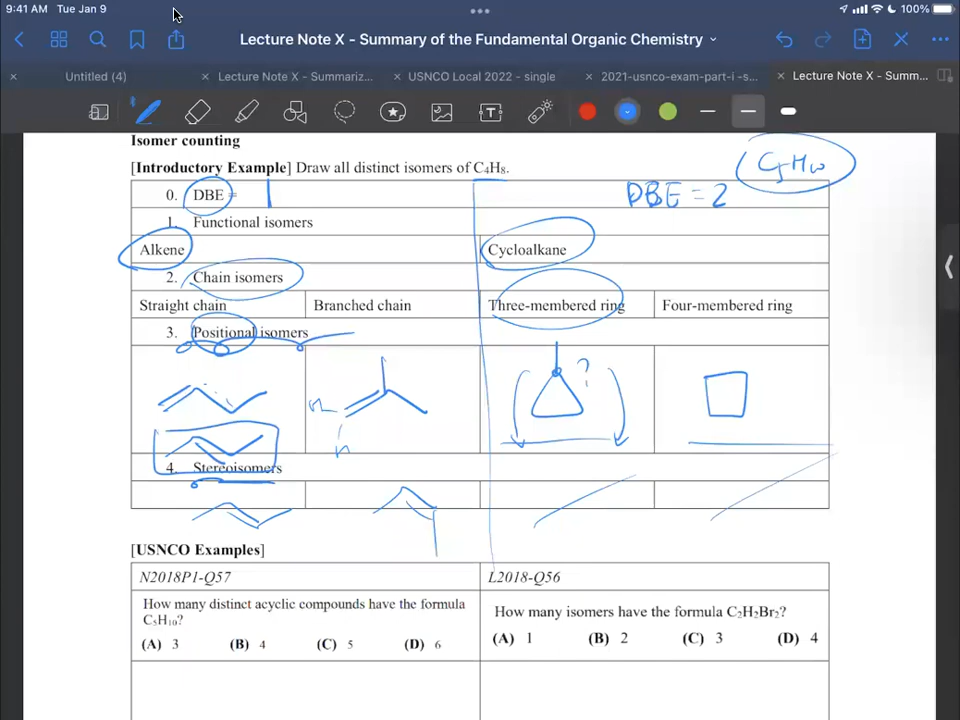 9:41 AM Tue Jan 9
100%
Lecture Note X - Summary of the Fundamental Organic Chemistry
Untitled (4)
Lecture Note X - Summariz...
USNCO Local 2022 - single
2021-usnco-exam-part-i -s...
Lecture Note X - Summ...
Isomer counting
[Introductory Example] Draw all distinct isomers of C₄H₈.
C₅H₁₀
0. DBE = 1
DBE = 2
1. Functional isomers
Alkene
Cycloalkane
2. Chain isomers
Straight chain
Branched chain
Three-membered ring
Four-membered ring
3. Positional isomers
?
4. Stereoisomers
[USNCO Examples]
N2018P1-Q57
L2018-Q56
How many distinct acyclic compounds have the formula
C₅H₁₀?
(A) 3 (B) 4 (C) 5 (D) 6
How many isomers have the formula C₂H₂Br₂?
(A) 1 (B) 2 (C) 3 (D) 4